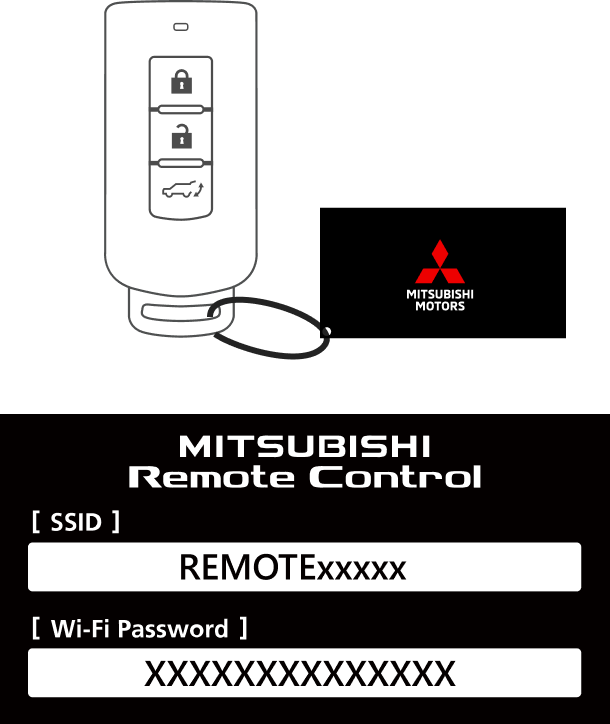 MITSUBISHI
MOTORS
MITSUBISHI
Remote Control
[ SSID ]
REMOTExxxxx
[ Wi-Fi Password ]
XXXXXXXXXXXXXX